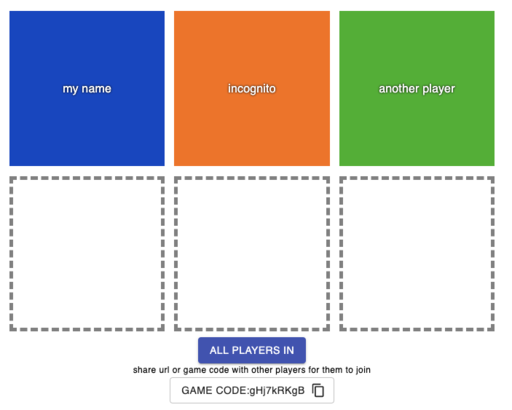 my name
incognito
another player
ALL PLAYERS IN
share url or game code with other players for them to join
GAME CODE:gHj7kRKgB